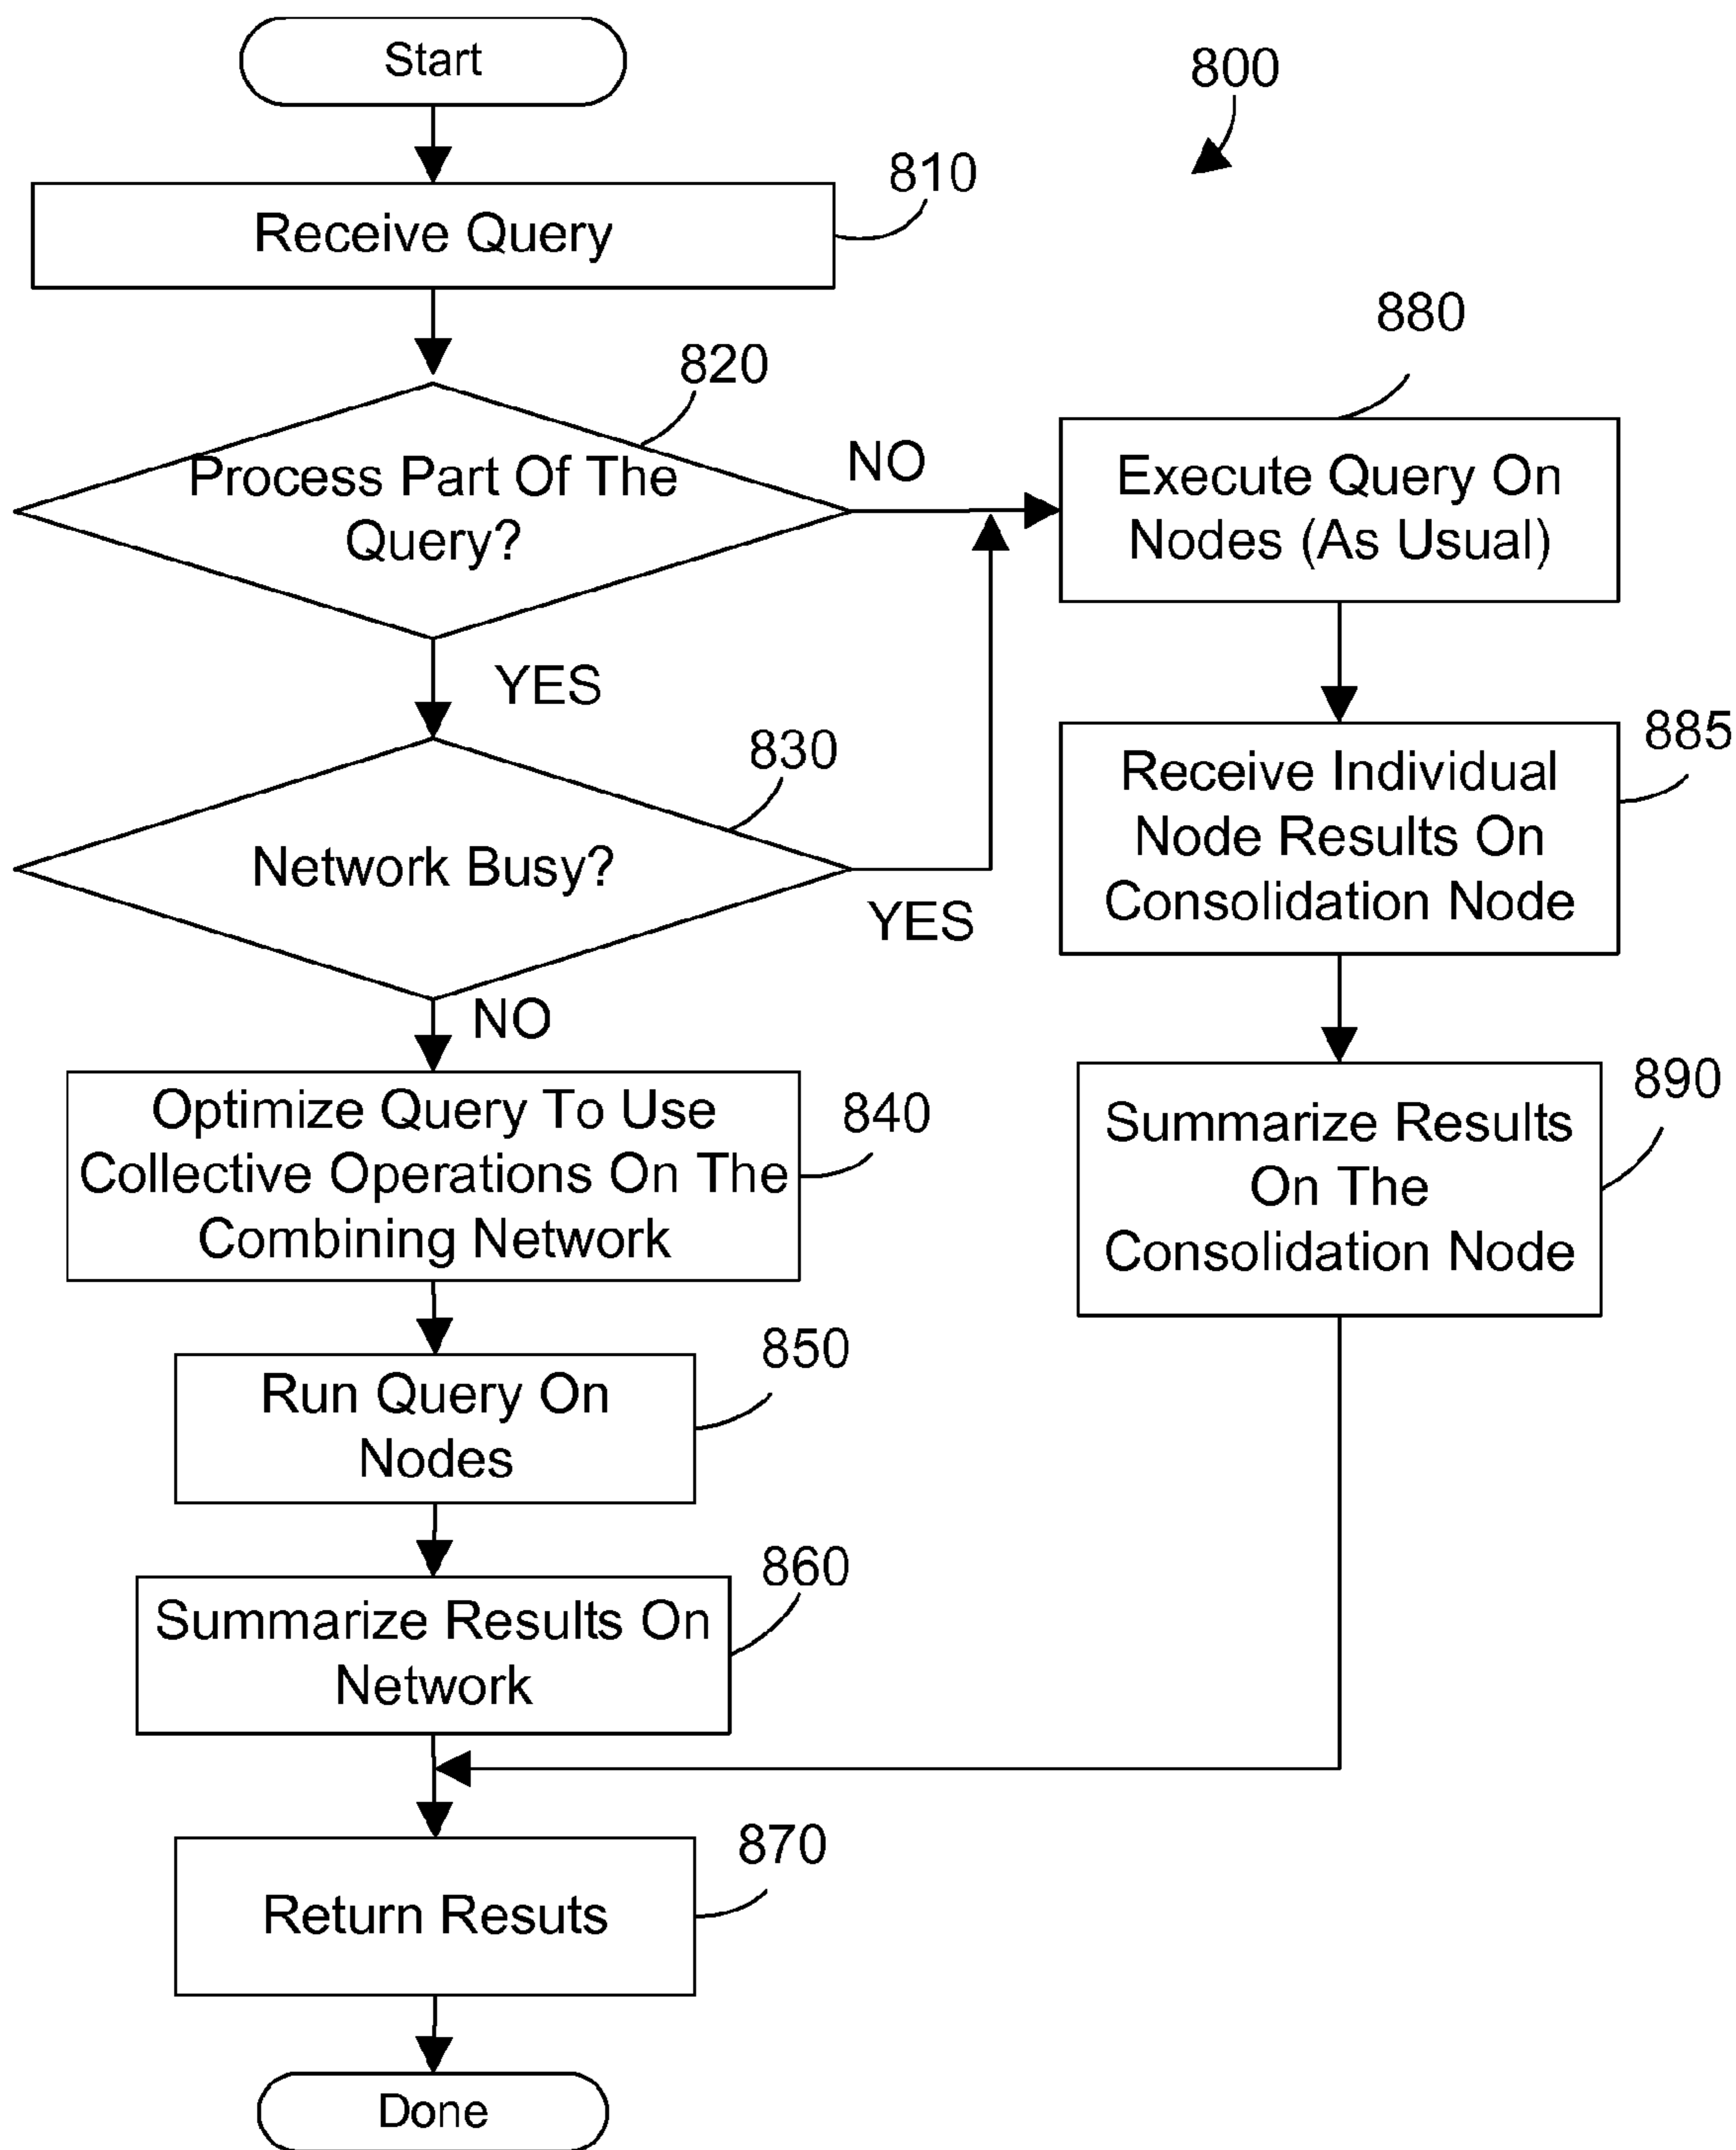 Start
800
810
Receive Query
820
Process Part Of The
Query?
NO
YES
830
Network Busy?
YES
NO
Optimize Query To Use
Collective Operations On The
Combining Network
840
850
Run Query On
Nodes
860
Summarize Results On
Network
870
Return Resuts
Done
880
Execute Query On
Nodes (As Usual)
885
Receive Individual
Node Results On
Consolidation Node
890
Summarize Results
On The
Consolidation Node